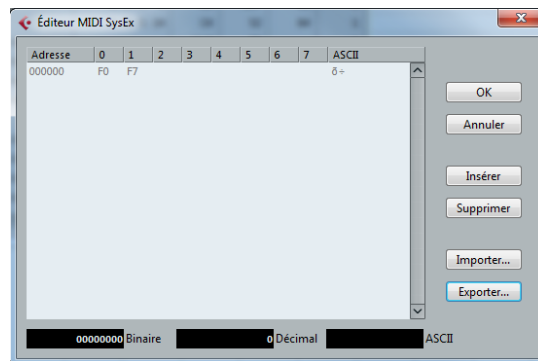 Éditeur MIDI SysEx
Adresse 0 1 2 3 4 5 6 7 ASCII
000000 F0 F7 ð÷
OK
Annuler
Insérer
Supprimer
Importer...
Exporter...
00000000 Binaire 0 Décimal ASCII